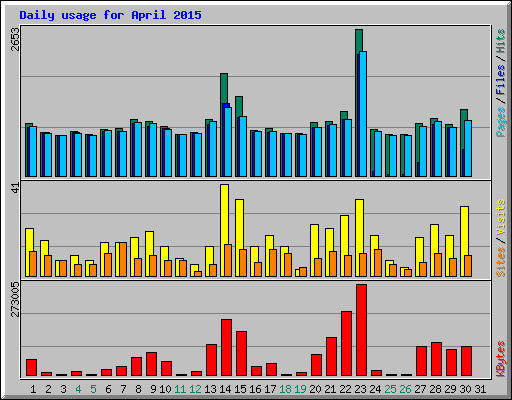 Daily usage for April 2015
2653
Pages / Files / Hits
41
Sites / Visits
273005
KBytes
1 2 3 4 5 6 7 8 9 10 11 12 13 14 15 16 17 18 19 20 21 22 23 24 25 26 27 28 29 30 31